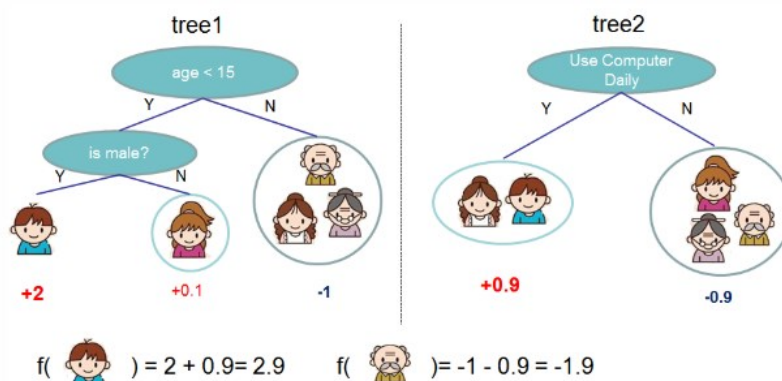 tree1
age < 15
Y
N
is male?
Y
N
+2
+0.1
-1
tree2
Use Computer
Daily
Y
N
+0.9
-0.9
f( ) = 2 + 0.9= 2.9
f( )= -1 - 0.9 = -1.9